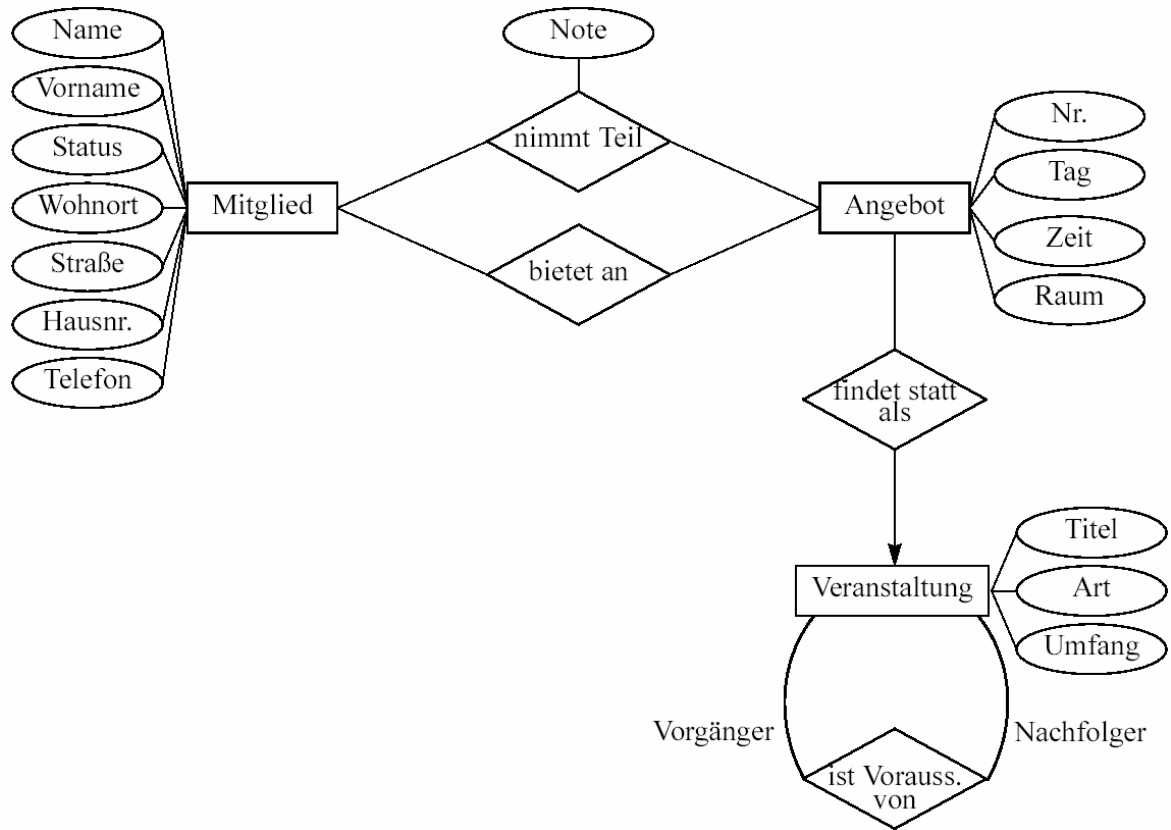 Name
Vorname
Status
Wohnort
Straße
Hausnr.
Telefon
Mitglied
Note
nimmt Teil
bietet an
Angebot
Nr.
Tag
Zeit
Raum
findet statt
als
Veranstaltung
Titel
Art
Umfang
Vorgänger
Nachfolger
ist Vorauss.
von